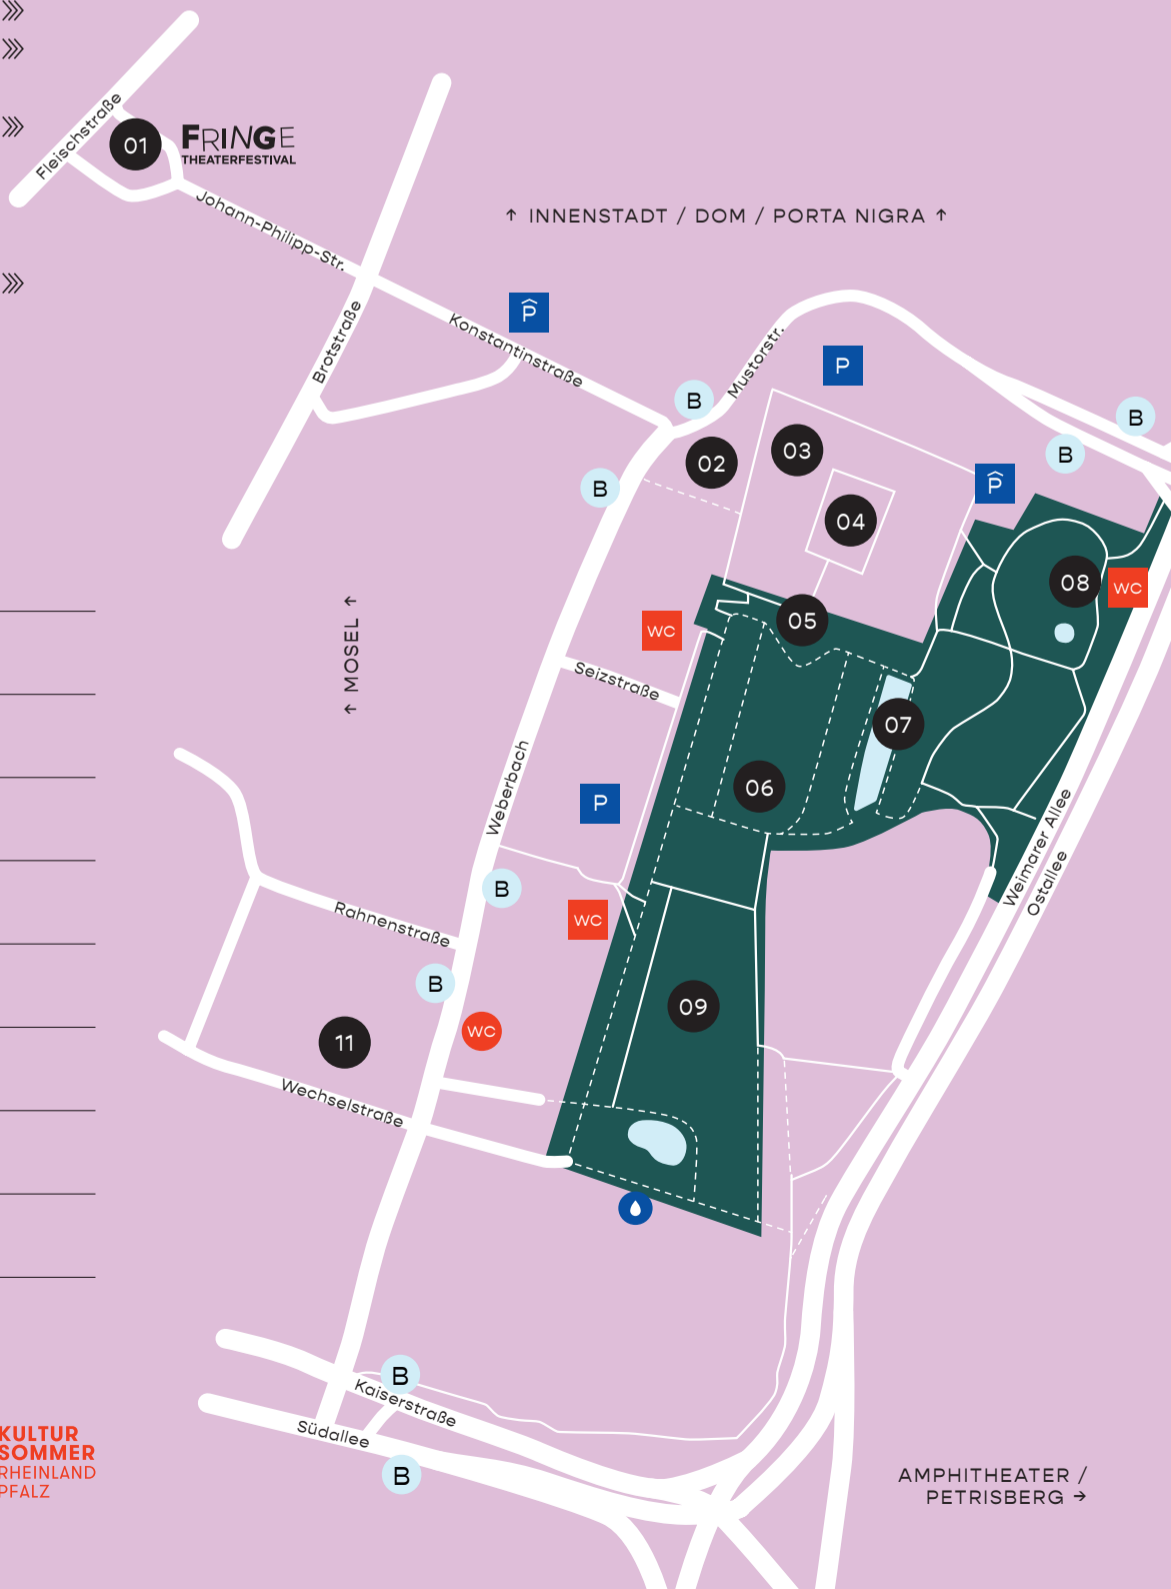 Fleischstraße
01
FRINGE
THEATERFESTIVAL
Johann-Philipp-Str.
↑ INNENSTADT / DOM / PORTA NIGRA ↑
Brotstraße
Konstantinstraße
P
Mustorstr.
P
B
B
B
B
02
03
P
04
08
WC
05
WC
← MOSEL ←
Seizstraße
07
06
Weberbach
P
Weimarer Allee
Ostallee
B
WC
Rahnenstraße
B
09
WC
11
Wechselstraße
B
Kaiserstraße
Südallee
B
KULTUR
SOMMER
RHEINLAND
PFALZ
AMPHITHEATER /
PETRISBERG →